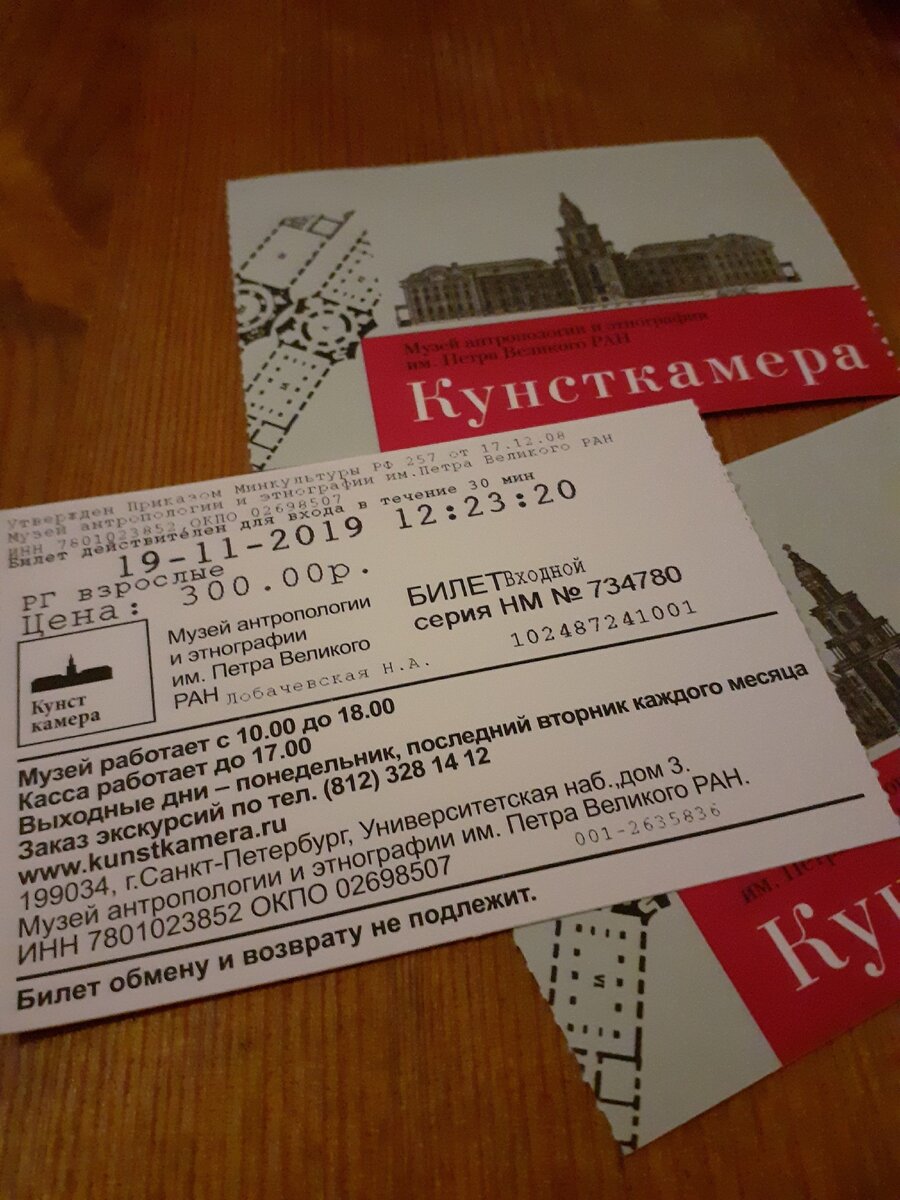 Музей антропологии и этнографии
им. Петра Великого РАН
Кунсткамера
Утвержден Приказом Минкультуры РФ 257 от 17.12.08
Музей антропологии и этнографии им.Петра Великого РАН
ИНН 7801023852,ОКПО 02698507
Билет действителен для входа в течение 30 мин
19-11-2019 12:23:20
РГ взрослые
Цена: 300.00р.
БИЛЕТ Входной
серия НМ № 734780
102487241001
Кунст
камера
Музей антропологии
и этнографии
им. Петра Великого
РАН Лобачевская Н.А.
Музей работает с 10.00 до 18.00
Касса работает до 17.00
Выходные дни – понедельник, последний вторник каждого месяца
Заказ экскурсий по тел. (812) 328 14 12
www.kunstkamera.ru
199034, г.Санкт-Петербург, Университетская наб.,дом 3.
Музей антропологии и этнографии им. Петра Великого РАН.
ИНН 7801023852 ОКПО 02698507
001-2635836
Билет обмену и возврату не подлежит.
им.
Кун